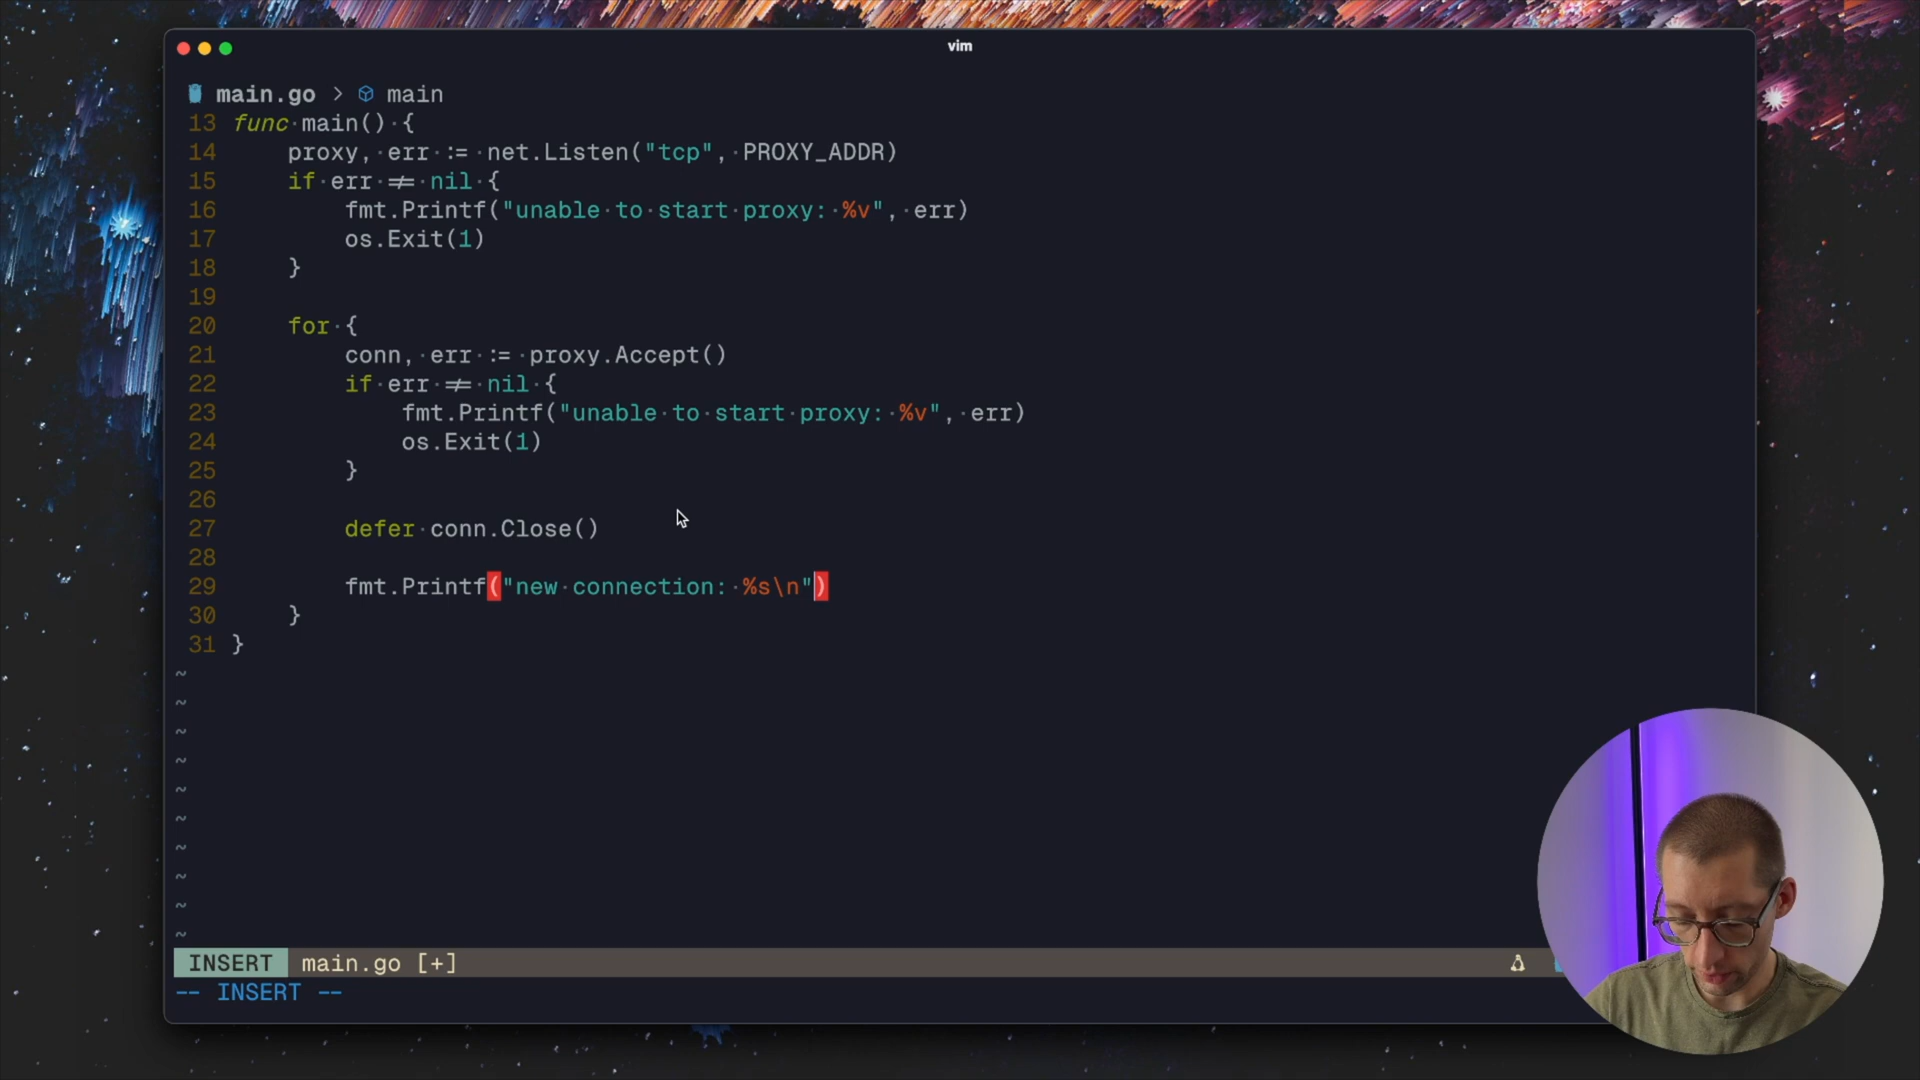 vim
main.go > main
13 func main() {
14 proxy, err := net.Listen("tcp", PROXY_ADDR)
15 if err != nil {
16 fmt.Printf("unable to start proxy: %v", err)
17 os.Exit(1)
18 }
19
20 for {
21 conn, err := proxy.Accept()
22 if err != nil {
23 fmt.Printf("unable to start proxy: %v", err)
24 os.Exit(1)
25 }
26
27 defer conn.Close()
28
29 fmt.Printf("new connection: %s\n")
30 }
31 }
~
~
~
~
~
~
~
~
~
~
INSERT main.go [+]
-- INSERT --